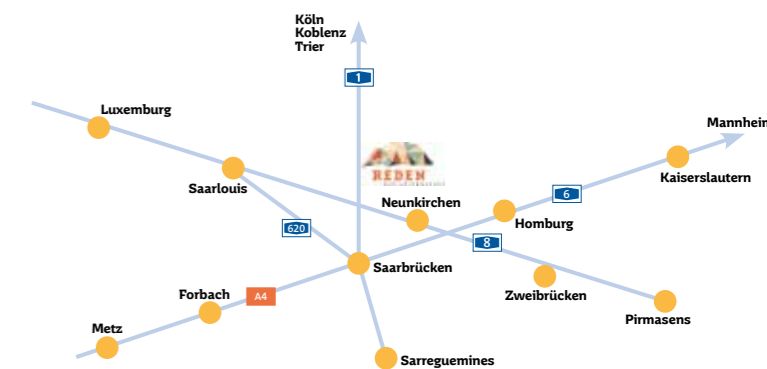 Köln
Koblenz
Trier
1
Luxemburg
Mannheim
REDEN
Saarlouis
Kaiserslautern
Neunkirchen
6
Homburg
620
8
Saarbrücken
Forbach
A4
Zweibrücken
Pirmasens
Metz
Sarreguemines